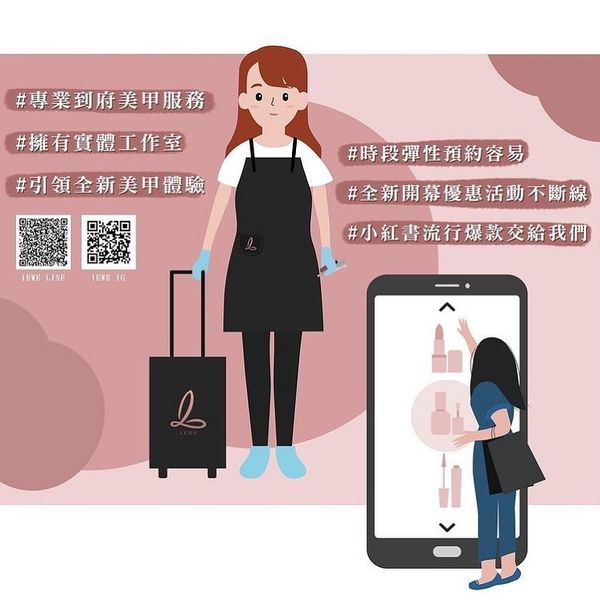 #專業到府美甲服務
#擁有實體工作室
#引領全新美甲體驗
IEWE LINE
IEWE IG
#時段彈性預約容易
#全新開幕優惠活動不斷線
#小紅書流行爆款交給我們
IEWE